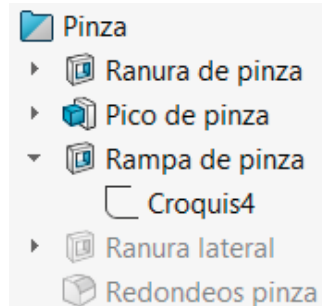 Pinza
Ranura de pinza
Pico de pinza
Rampa de pinza
Croquis4
Ranura lateral
Redondeos pinza